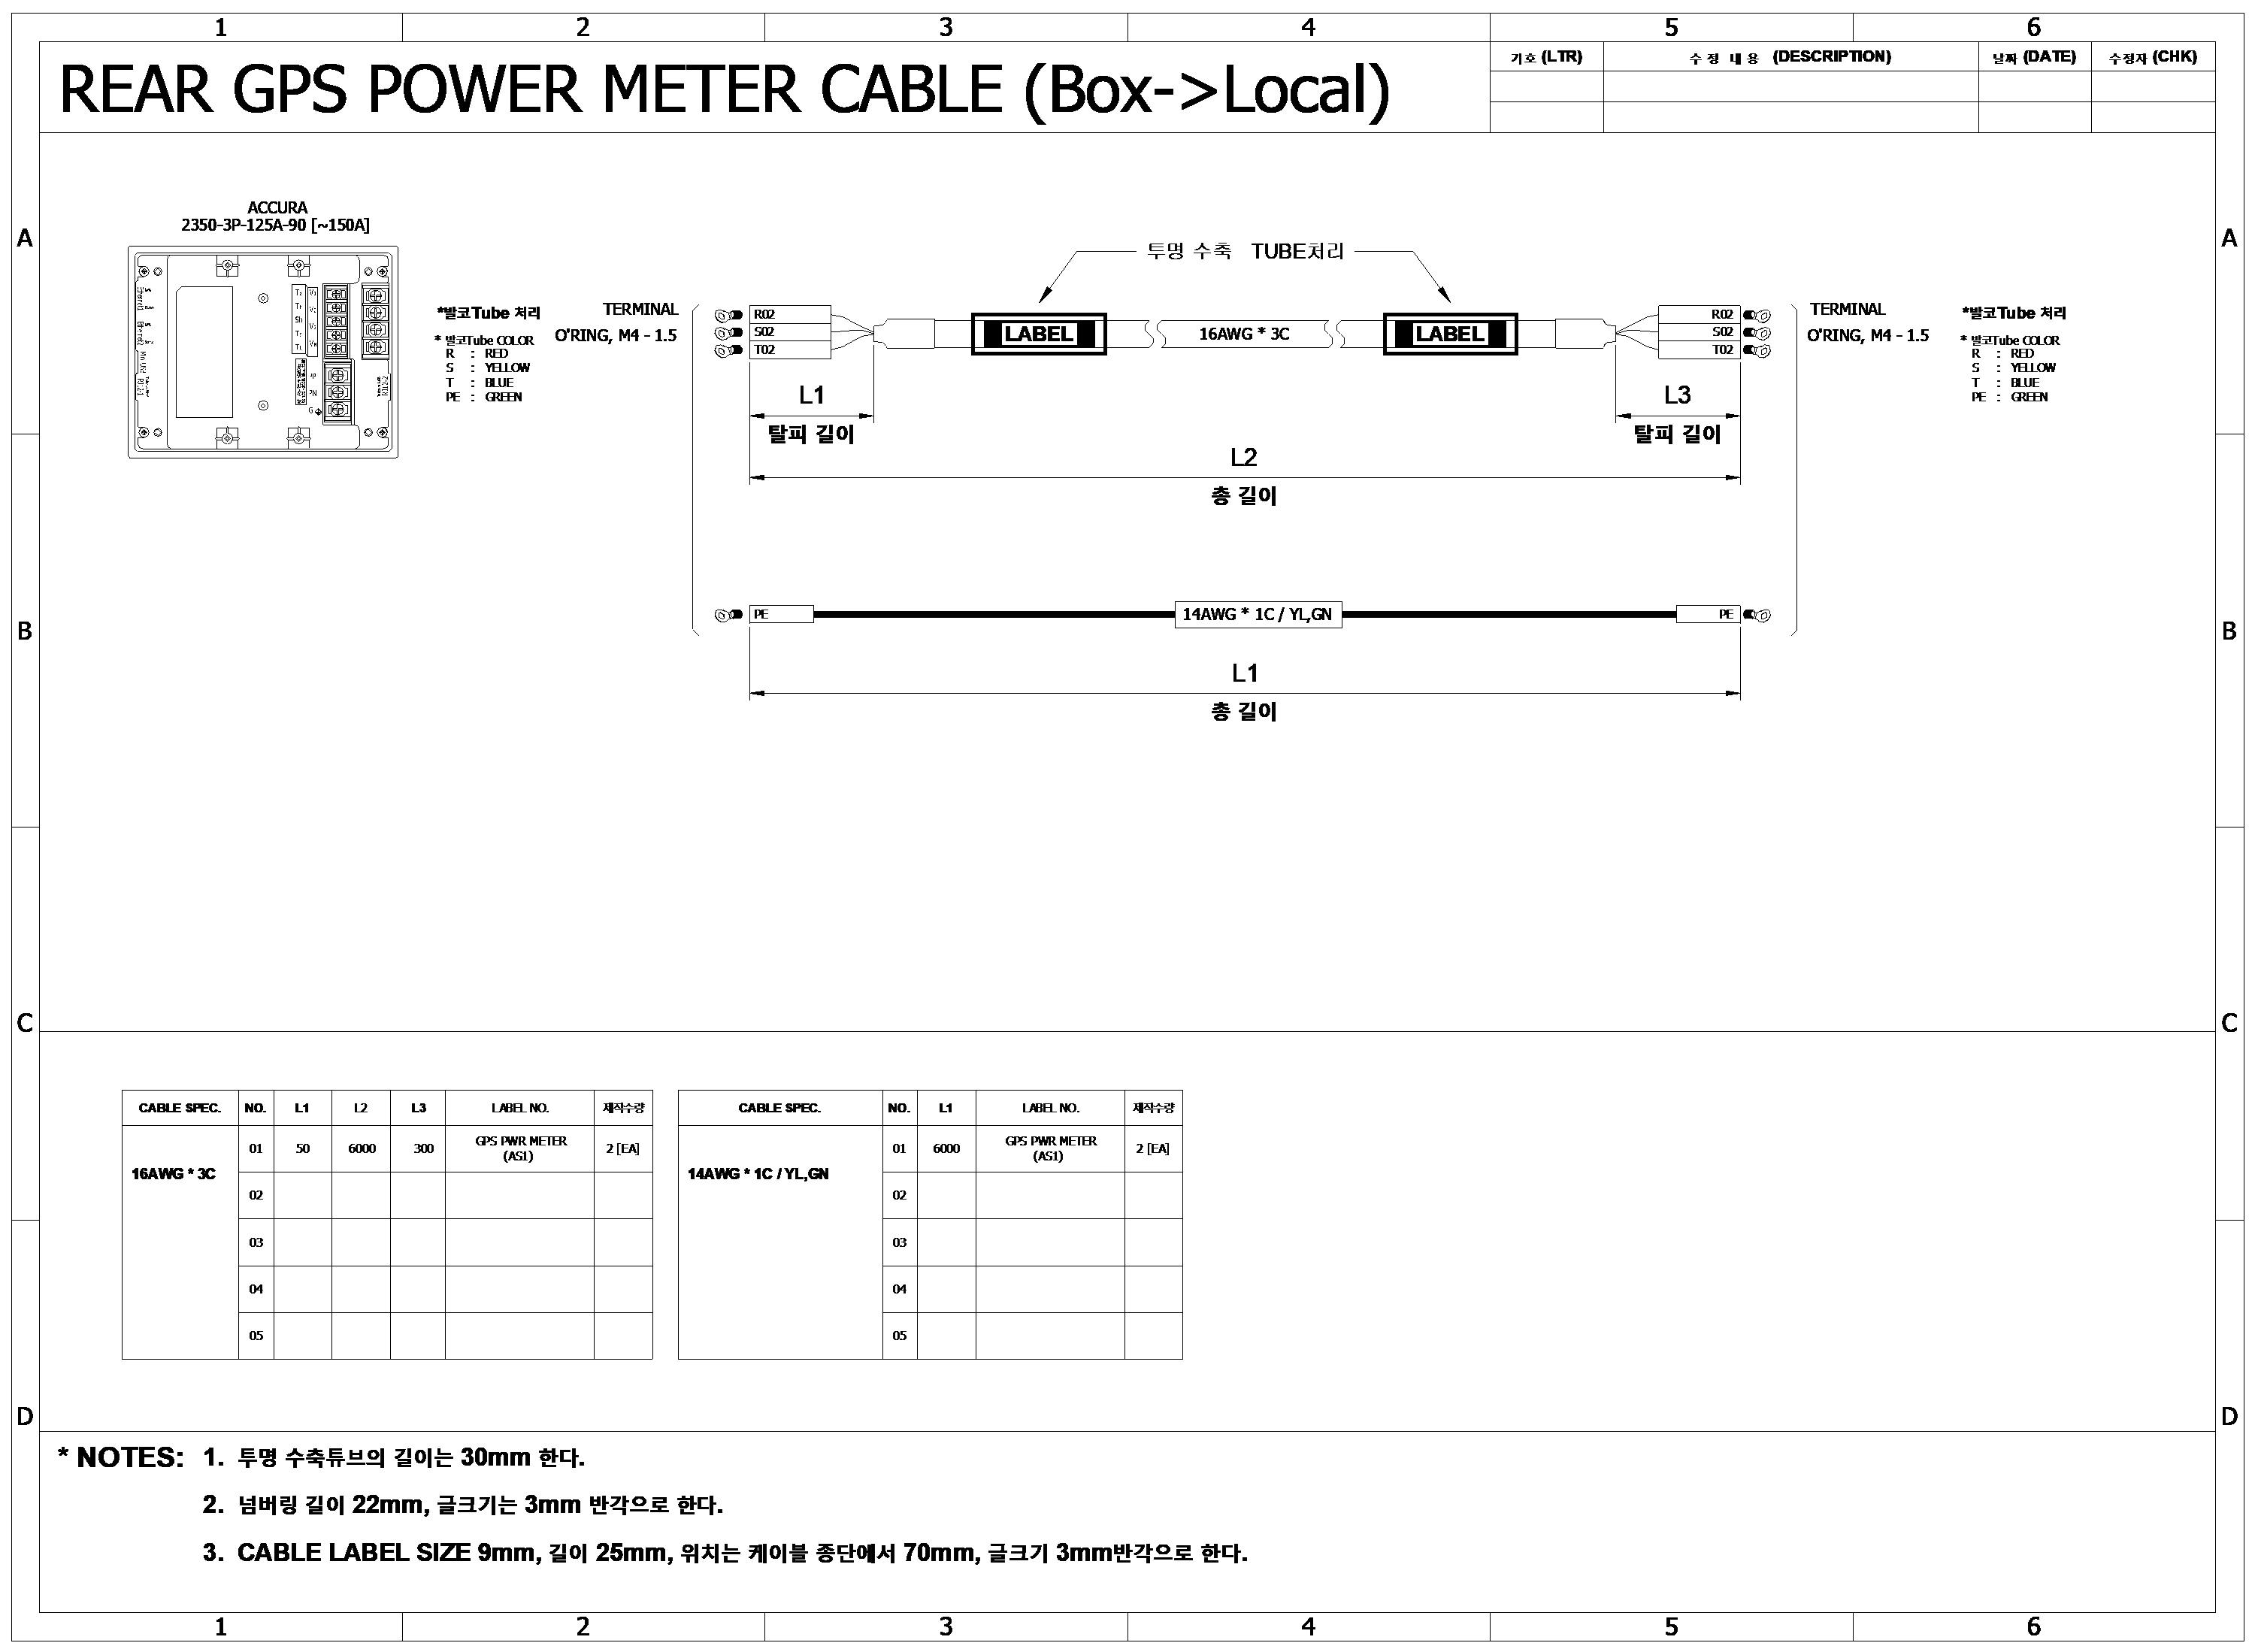 1 2 3 4 5 6
REAR GPS POWER METER CABLE (Box->Local)
기호 (LTR) 수 정 내 용 (DESCRIPTION) 날짜 (DATE) 수정자 (CHK)
A A
ACCURA
2350-3P-125A-90 [~150A]
*발코Tube 처리
* 발코Tube COLOR
R : RED
S : YELLOW
T : BLUE
PE : GREEN
TERMINAL
O'RING, M4 - 1.5
투명 수축 TUBE처리
R02
S02
T02
LABEL
16AWG * 3C
LABEL
R02
S02
T02
TERMINAL
O'RING, M4 - 1.5
*발코Tube 처리
* 발코Tube COLOR
R : RED
S : YELLOW
T : BLUE
PE : GREEN
L1
탈피 길이
L3
탈피 길이
L2
총 길이
B B
PE 14AWG * 1C / YL,GN PE
L1
총 길이
C C
CABLE SPEC. NO. L1 L2 L3 LABEL NO. 제작수량
16AWG * 3C
01 50 6000 300 GPS PWR METER
(AS1) 2 [EA]
02
03
04
05
CABLE SPEC. NO. L1 LABEL NO. 제작수량
14AWG * 1C / YL,GN
01 6000 GPS PWR METER
(AS1) 2 [EA]
02
03
04
05
D D
* NOTES: 1. 투명 수축튜브의 길이는 30mm 한다.
2. 넘버링 길이 22mm, 글크기는 3mm 반각으로 한다.
3. CABLE LABEL SIZE 9mm, 길이 25mm, 위치는 케이블 종단에서 70mm, 글크기 3mm반각으로 한다.
1 2 3 4 5 6